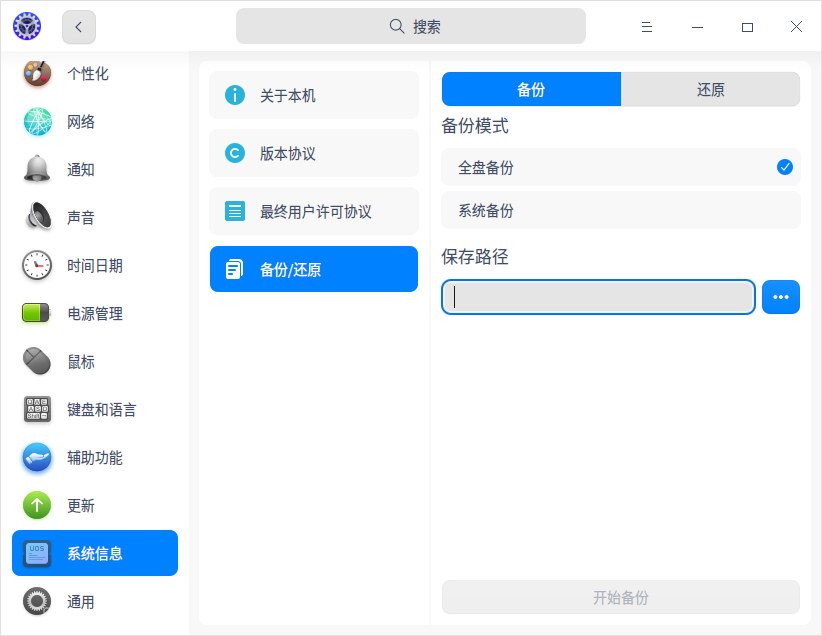 搜索
个性化
网络
通知
声音
时间日期
电源管理
鼠标
键盘和语言
辅助功能
更新
UOS
系统信息
通用
关于本机
版本协议
最终用户许可协议
备份/还原
备份
还原
备份模式
全盘备份
系统备份
保存路径
开始备份